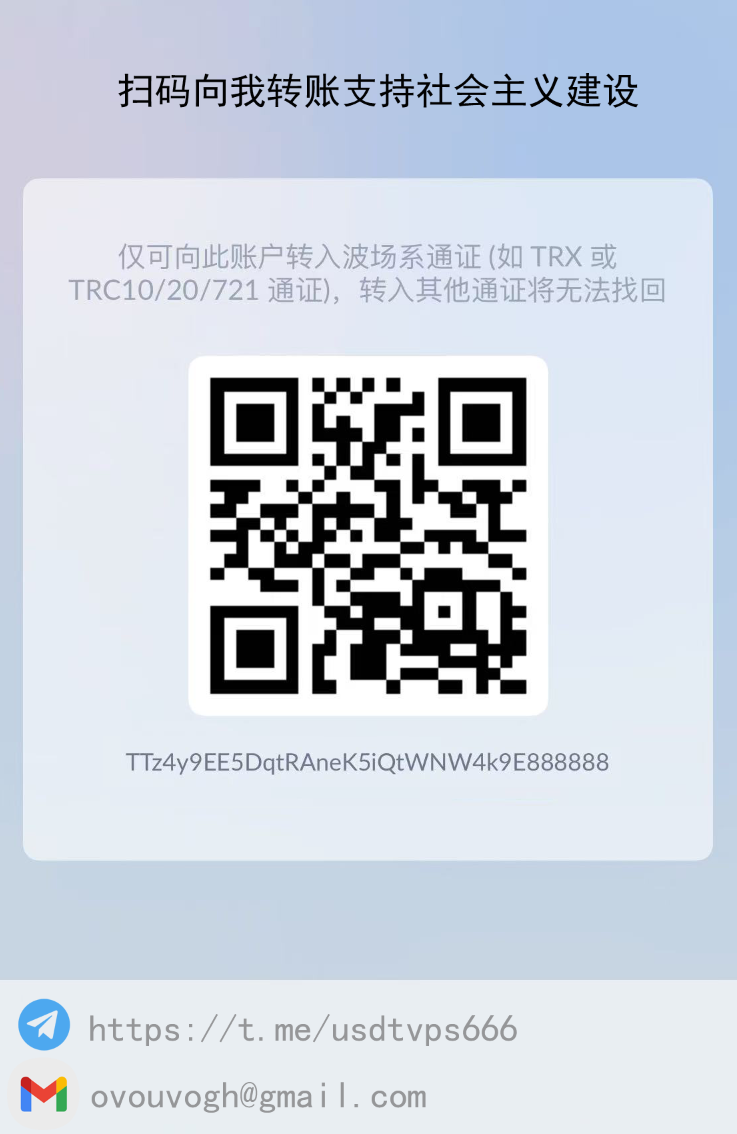 扫码向我转账支持社会主义建设
仅可向此账户转入波场系通证 (如 TRX 或
TRC10/20/721 通证)，转入其他通证将无法找回
TTz4y9EE5DqtRAneK5iQtWNW4k9E888888
https://t.me/usdtvps666
ovouvogh@gmail.com